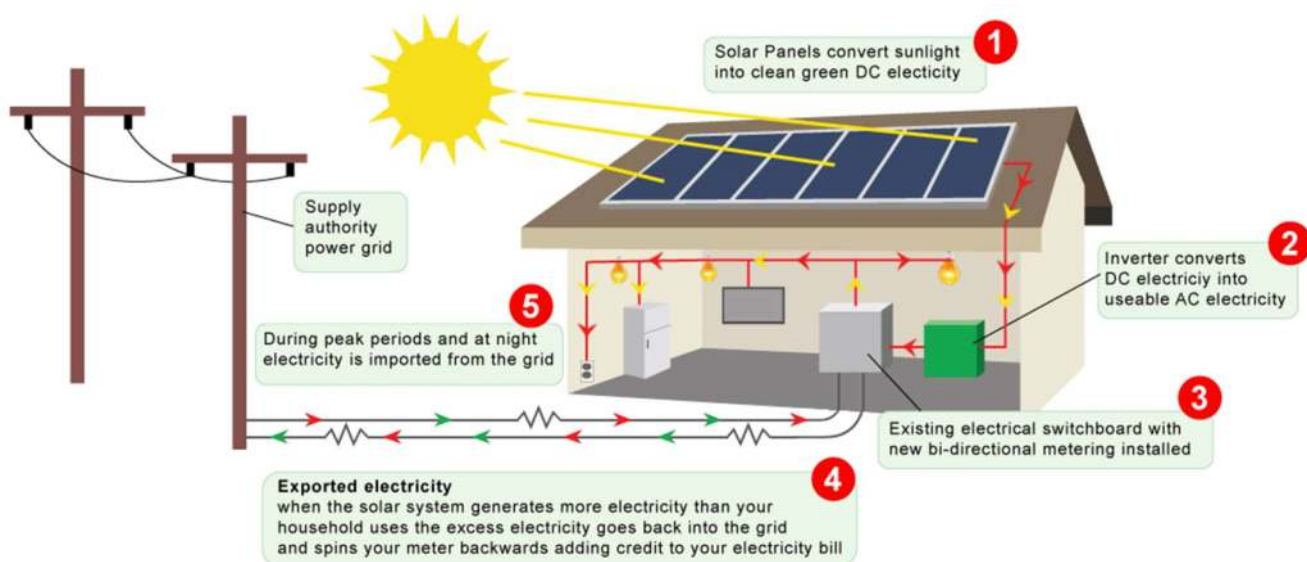 1
Solar Panels convert sunlight
into clean green DC electicity
Supply
authority
power grid
2
Inverter converts
DC electriciy into
useable AC electricity
5
During peak periods and at night
electricity is imported from the grid
3
Existing electrical switchboard with
new bi-directional metering installed
4
Exported electricity
when the solar system generates more electricity than your
household uses the excess electricity goes back into the grid
and spins your meter backwards adding credit to your electricity bill